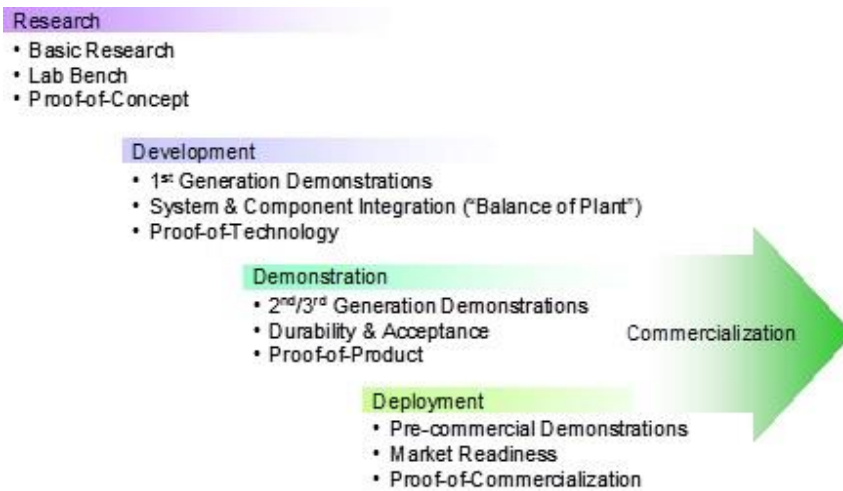 Research
• Basic Research
• Lab Bench
• Proof-of-Concept
Development
• 1st Generation Demonstrations
• System & Component Integration (“Balance of Plant”)
• Proof-of-Technology
Demonstration
• 2nd/3rd Generation Demonstrations
• Durability & Acceptance
• Proof-of-Product
Commercialization
Deployment
• Pre-commercial Demonstrations
• Market Readiness
• Proof-of-Commercialization